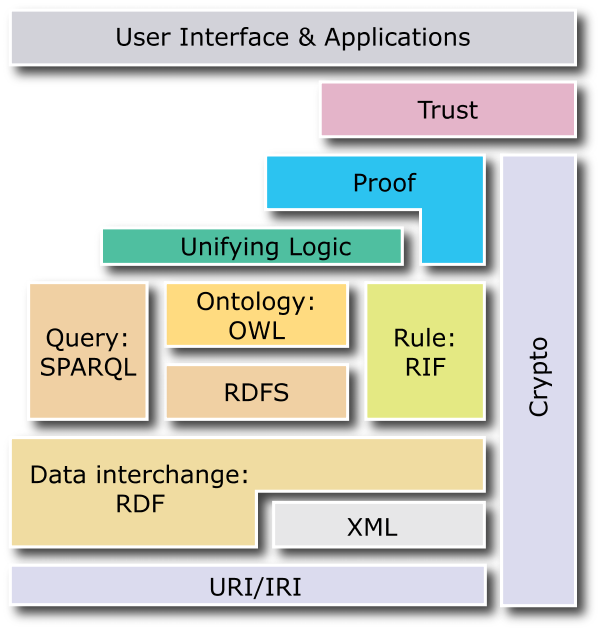 User Interface & Applications
Trust
Proof
Unifying Logic
Query:
SPARQL
Ontology:
OWL
RDFS
Rule:
RIF
Crypto
Data interchange:
RDF
XML
URI/IRI